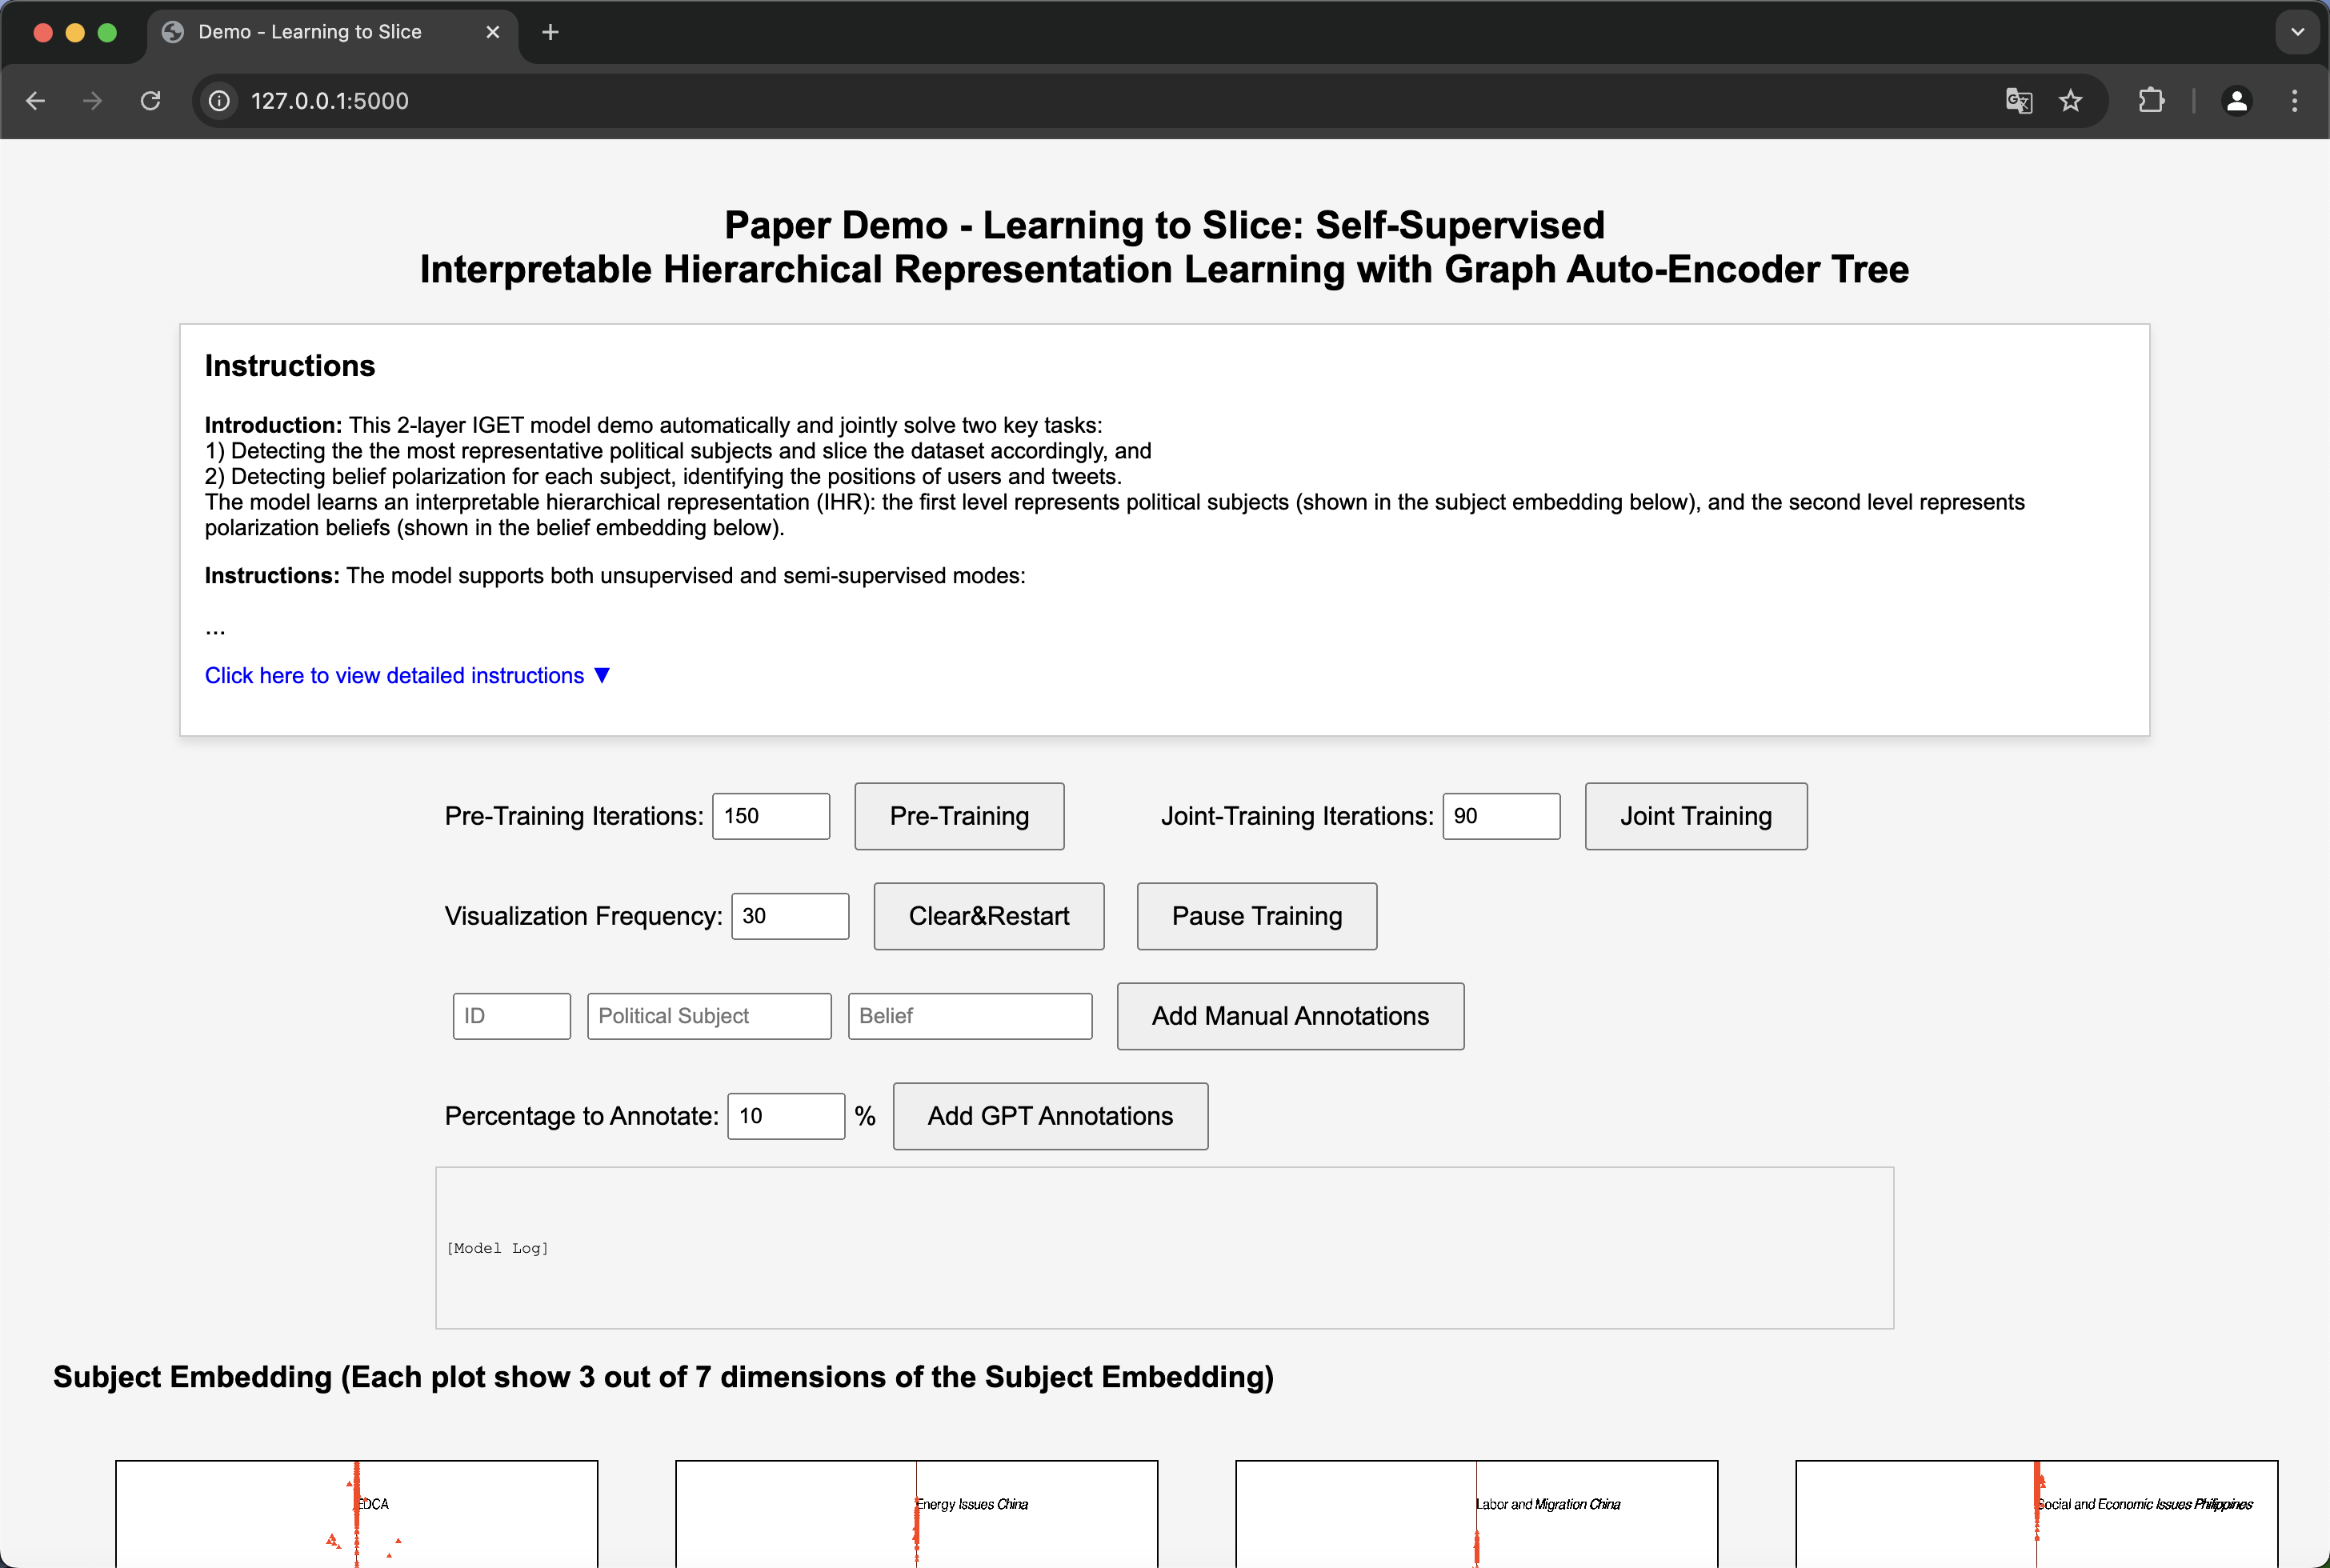 Demo - Learning to Slice
127.0.0.1:5000
Paper Demo - Learning to Slice: Self-Supervised
Interpretable Hierarchical Representation Learning with Graph Auto-Encoder Tree
Instructions
Introduction: This 2-layer IGET model demo automatically and jointly solve two key tasks:
1) Detecting the the most representative political subjects and slice the dataset accordingly, and
2) Detecting belief polarization for each subject, identifying the positions of users and tweets.
The model learns an interpretable hierarchical representation (IHR): the first level represents political subjects (shown in the subject embedding below), and the second level represents
polarization beliefs (shown in the belief embedding below).
Instructions: The model supports both unsupervised and semi-supervised modes:
...
Click here to view detailed instructions ▼
Pre-Training Iterations: 150 Pre-Training Joint-Training Iterations: 90 Joint Training
Visualization Frequency: 30 Clear&Restart Pause Training
ID Political Subject Belief Add Manual Annotations
Percentage to Annotate: 10 % Add GPT Annotations
[Model Log]
Subject Embedding (Each plot show 3 out of 7 dimensions of the Subject Embedding)
EDCA Energy Issues China Labor and Migration China Social and Economic Issues Philippines